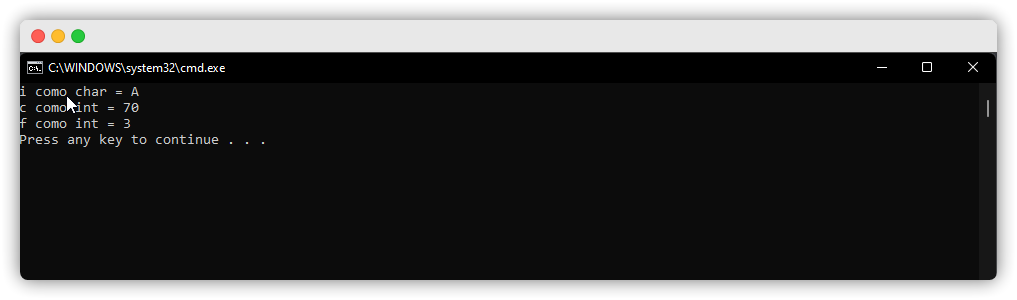 C:\WINDOWS\system32\cmd.exe
i como char = A
c como int = 70
f como int = 3
Press any key to continue . . .